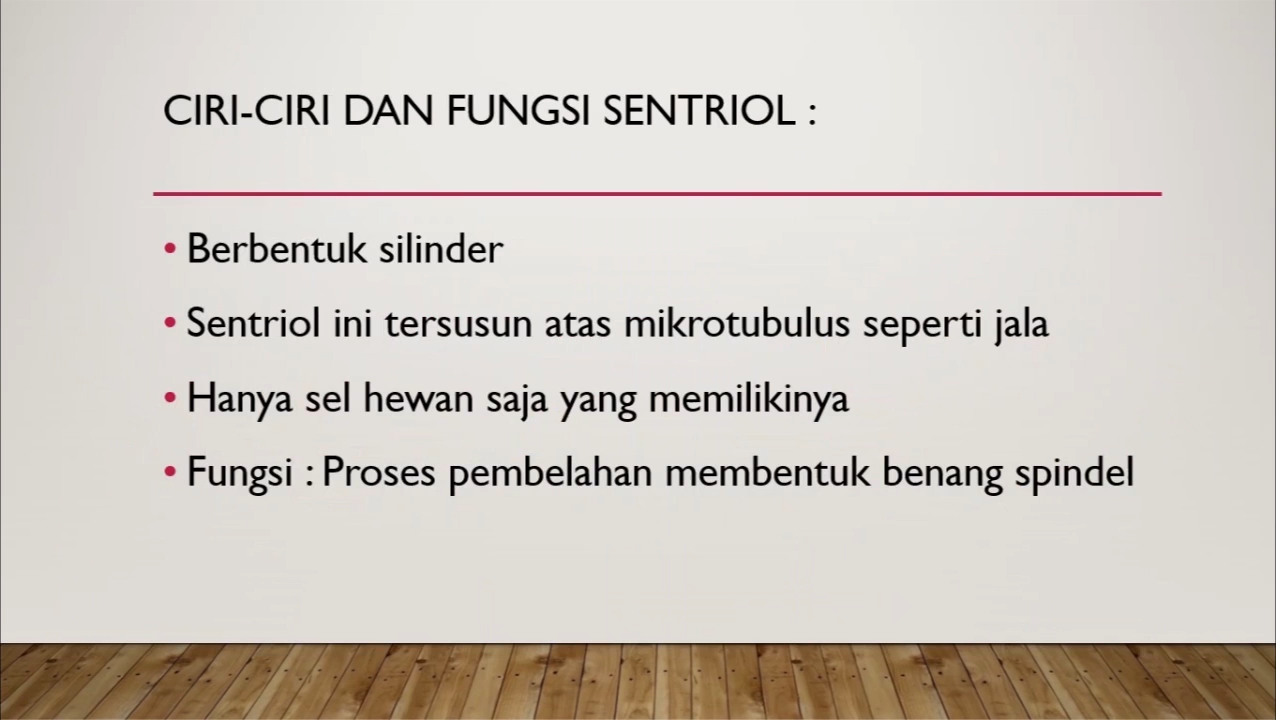 CIRI-CIRI DAN FUNGSI SENTRIOL :
• Berbentuk silinder
• Sentriol ini tersusun atas mikrotubulus seperti jala
• Hanya sel hewan saja yang memilikinya
• Fungsi : Proses pembelahan membentuk benang spindel